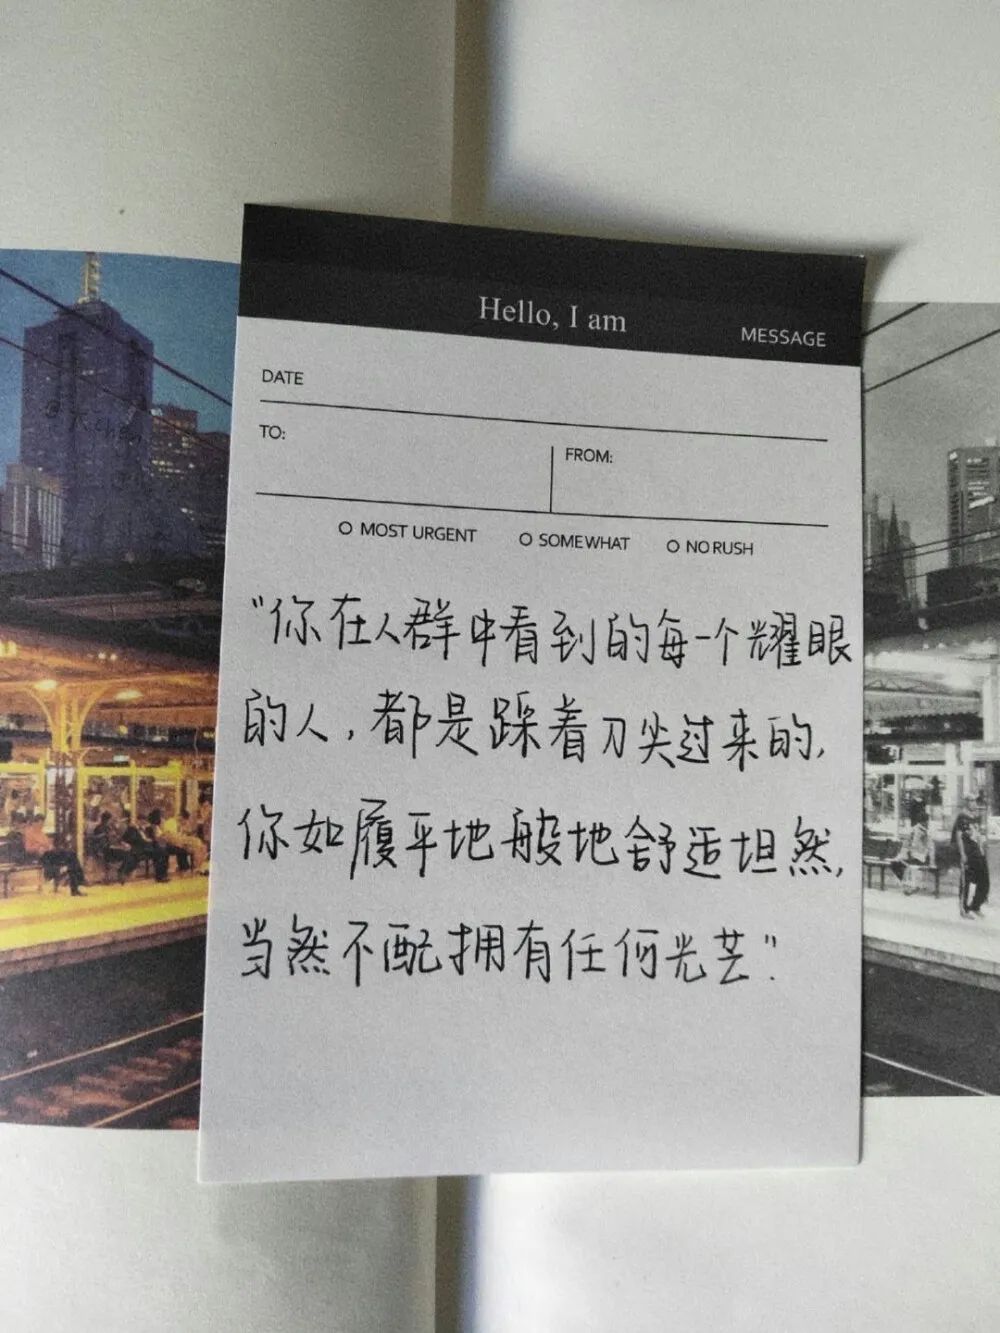 Hello, I am
MESSAGE
DATE
TO:
FROM:
MOST URGENT
SOMEWHAT
NO RUSH
"你在人群中看到的每一个耀眼
的人,都是踩着刀尖过来的,
你如履平地般地舒适坦然,
当然不配拥有任何光芒"